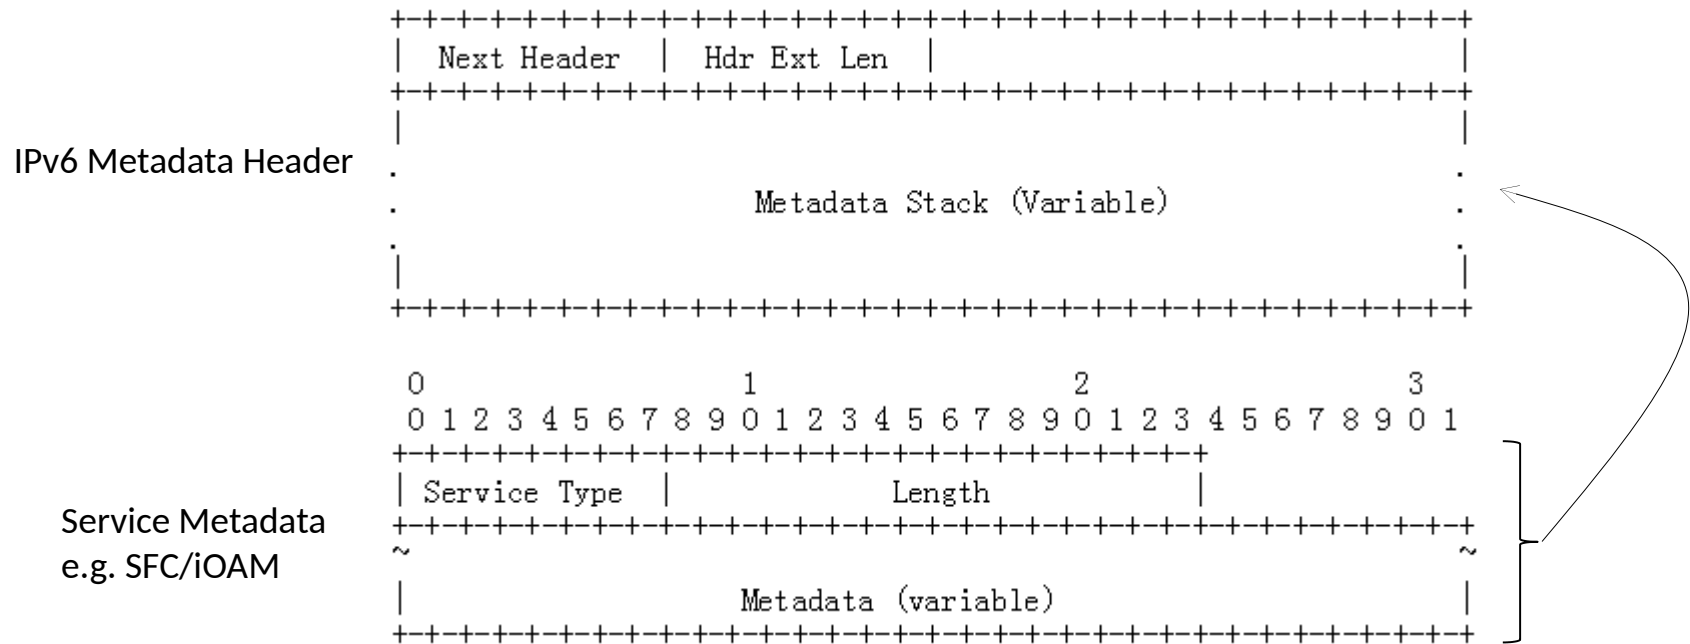 +-+-+-+-+-+-+-+-+-+-+-+-+-+-+-+-+-+-+-+-+-+-+-+-+-+-+-+-+-+-+-+-+
| Next Header | Hdr Ext Len | |
+-+-+-+-+-+-+-+-+-+-+-+-+-+-+-+-+-+-+-+-+-+-+-+-+-+-+-+-+-+-+-+-+
| |
IPv6 Metadata Header
. .
. Metadata Stack (Variable) .
. .
| |
+-+-+-+-+-+-+-+-+-+-+-+-+-+-+-+-+-+-+-+-+-+-+-+-+-+-+-+-+-+-+-+-+
0 1 2 3
0 1 2 3 4 5 6 7 8 9 0 1 2 3 4 5 6 7 8 9 0 1 2 3 4 5 6 7 8 9 0 1
+-+-+-+-+-+-+-+-+-+-+-+-+-+-+-+-+-+-+-+-+-+-+-+-+
| Service Type | Length |
Service Metadata
e.g. SFC/iOAM
+-+-+-+-+-+-+-+-+-+-+-+-+-+-+-+-+-+-+-+-+-+-+-+-+-+-+-+-+-+-+-+-+
~ ~
| Metadata (variable) |
+-+-+-+-+-+-+-+-+-+-+-+-+-+-+-+-+-+-+-+-+-+-+-+-+-+-+-+-+-+-+-+-+